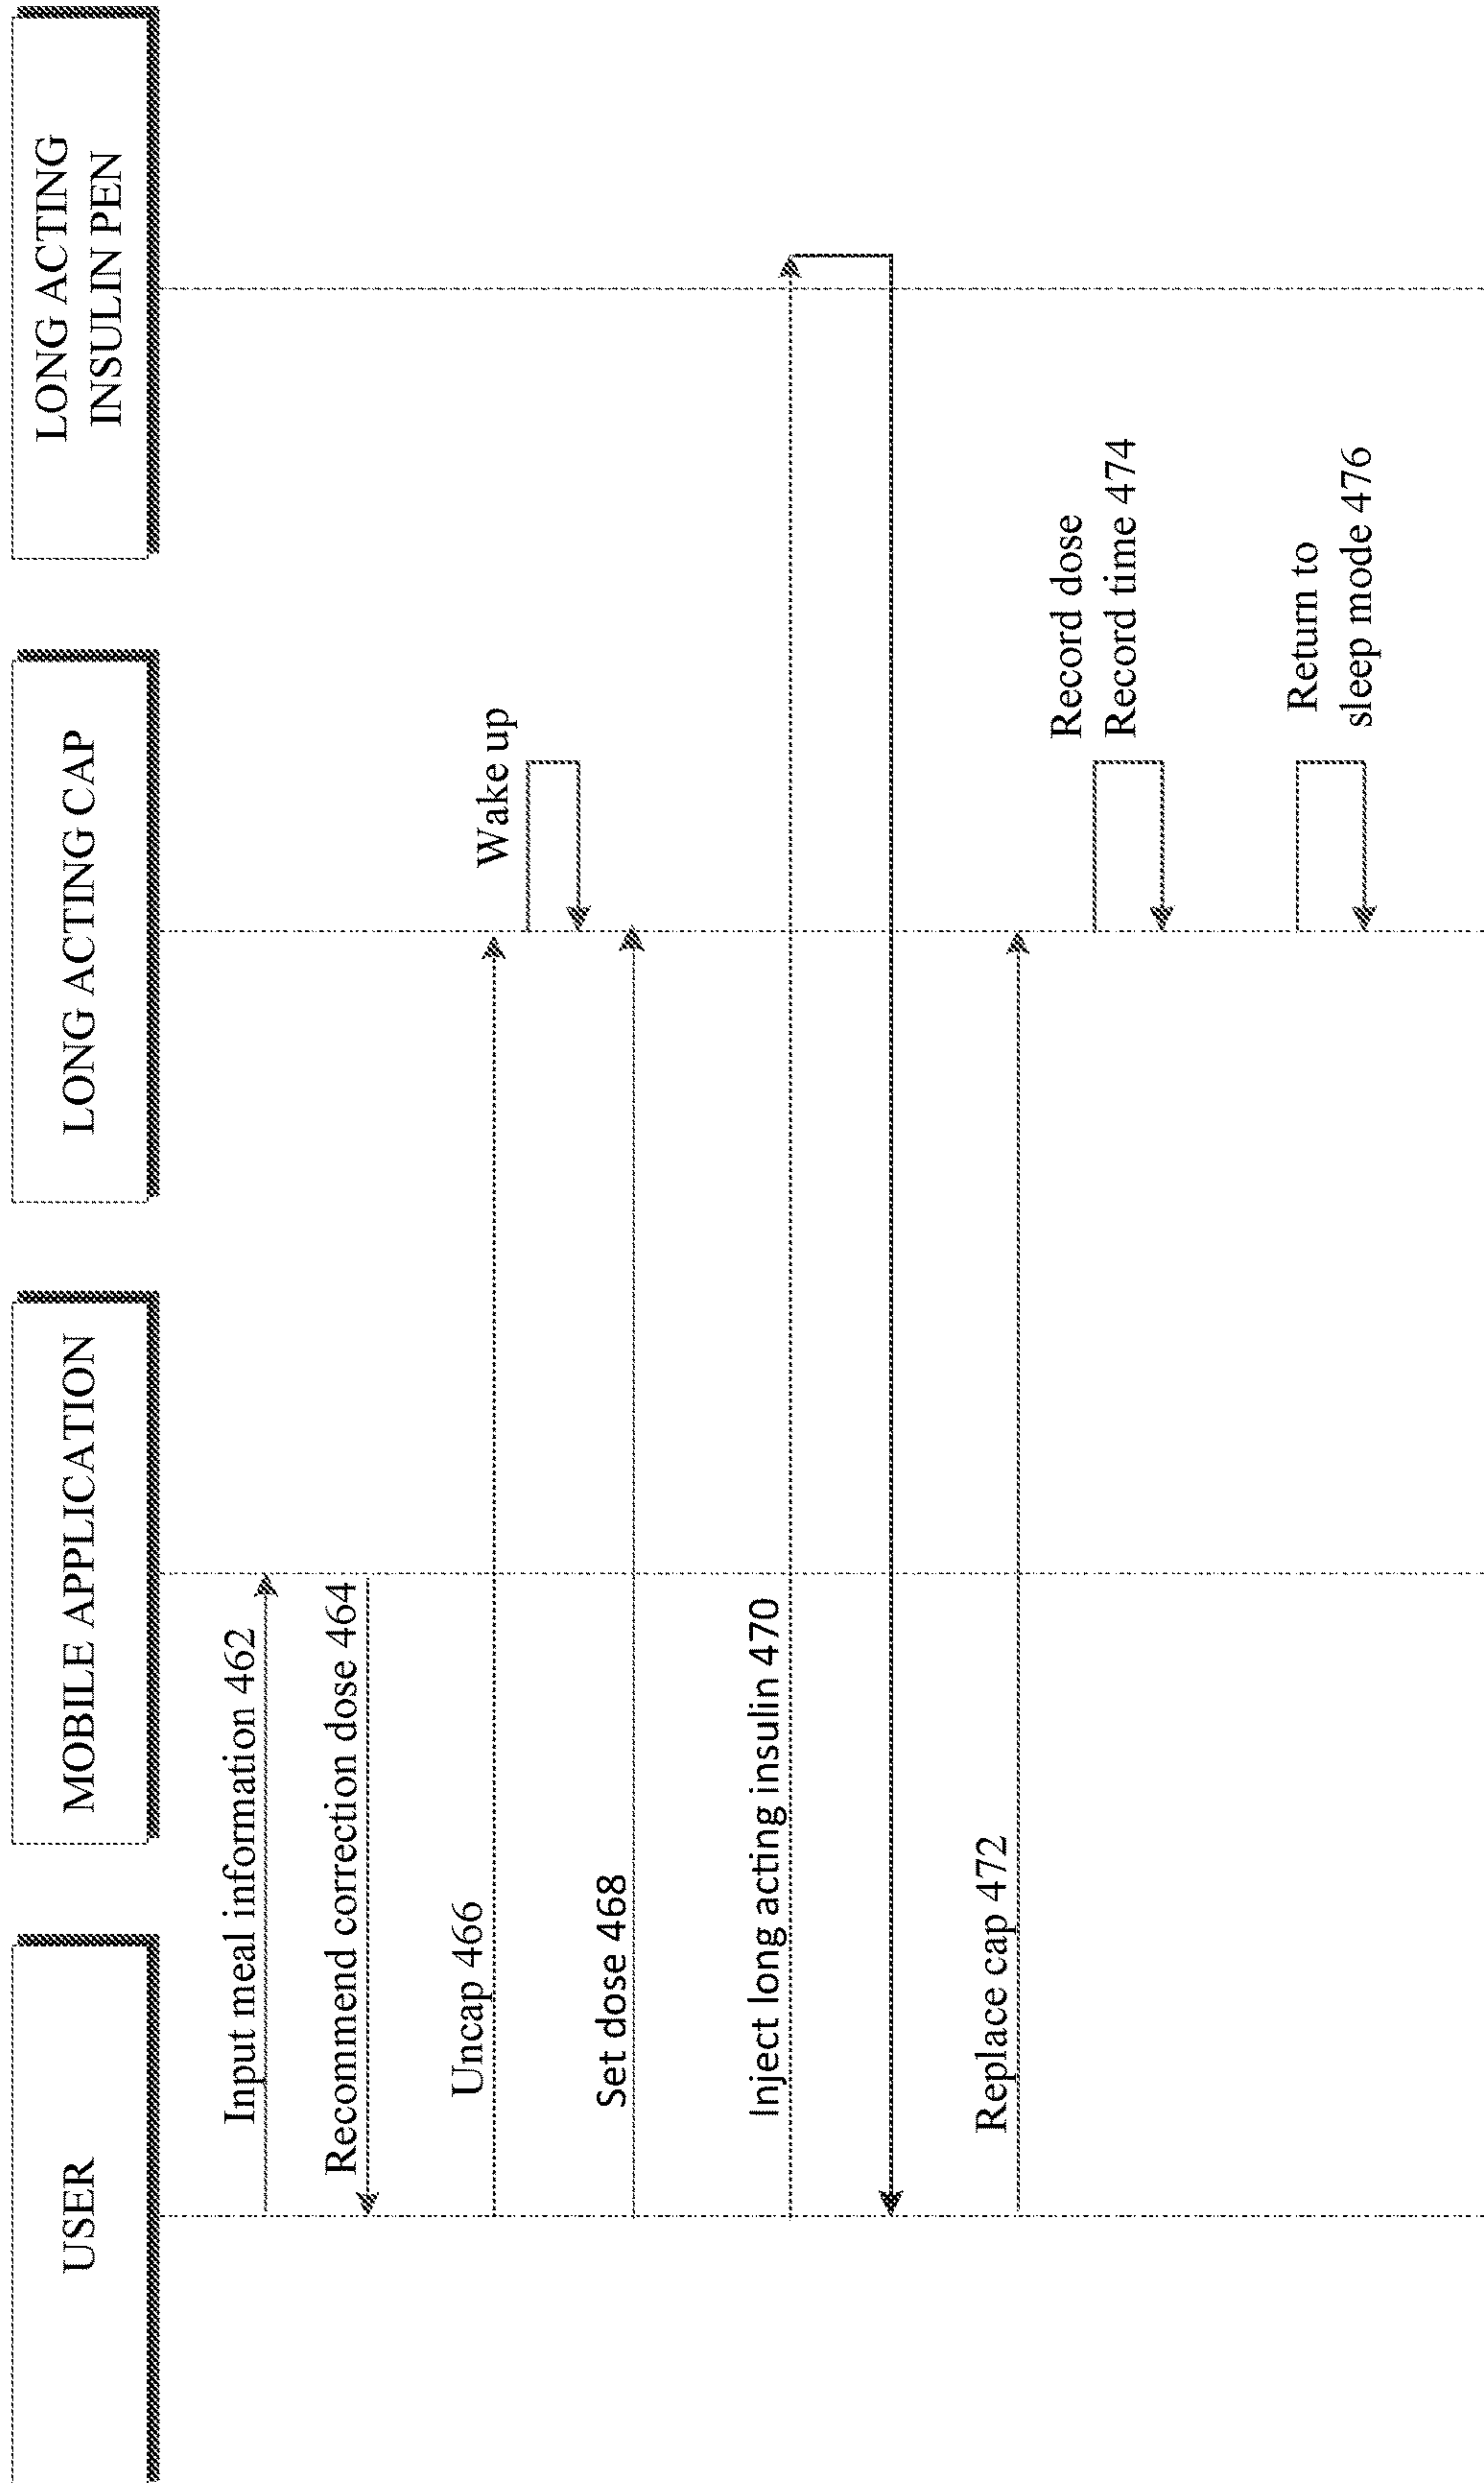 USER
MOBILE APPLICATION
LONG ACTING CAP
LONG ACTING
INSULIN PEN
Input meal information 462
Recommend correction dose 464
Uncap 466
Wake up
Set dose 468
Inject long acting insulin 470
Replace cap 472
Record dose
Record time 474
Return to
sleep mode 476